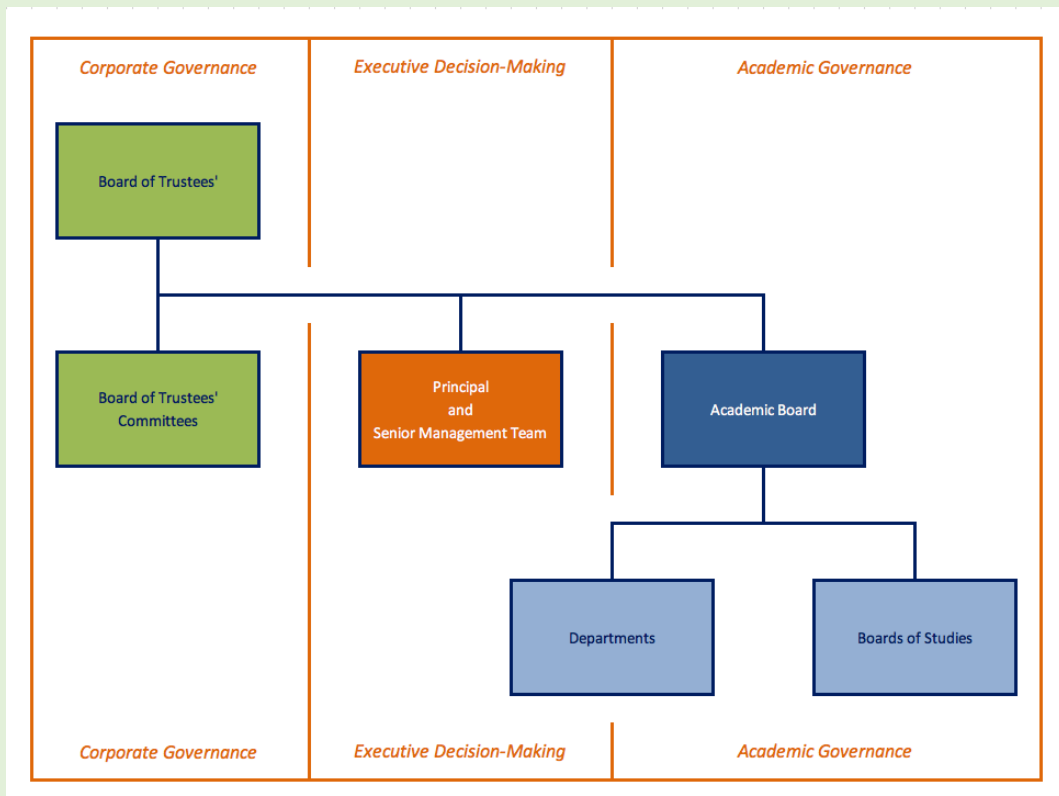 Corporate Governance
Executive Decision-Making
Academic Governance
Board of Trustees'
Board of Trustees'
Committees
Principal
and
Senior Management Team
Academic Board
Departments
Boards of Studies
Corporate Governance
Executive Decision-Making
Academic Governance